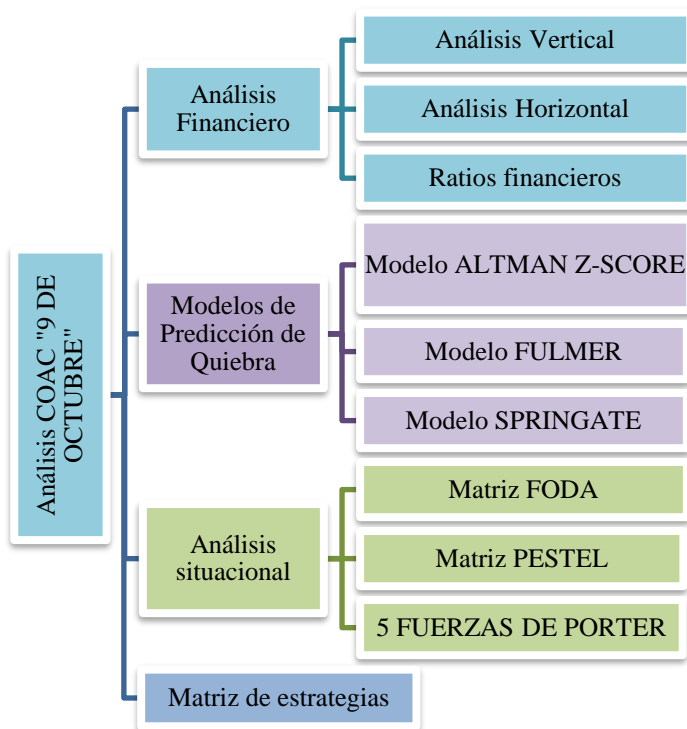 Análisis COAC "9 DE
OCTUBRE"
Análisis
Financiero
Análisis Vertical
Análisis Horizontal
Ratios financieros
Modelos de
Predicción de
Quiebra
Modelo ALTMAN Z-SCORE
Modelo FULMER
Modelo SPRINGATE
Análisis
situacional
Matriz FODA
Matriz PESTEL
5 FUERZAS DE PORTER
Matriz de estrategias